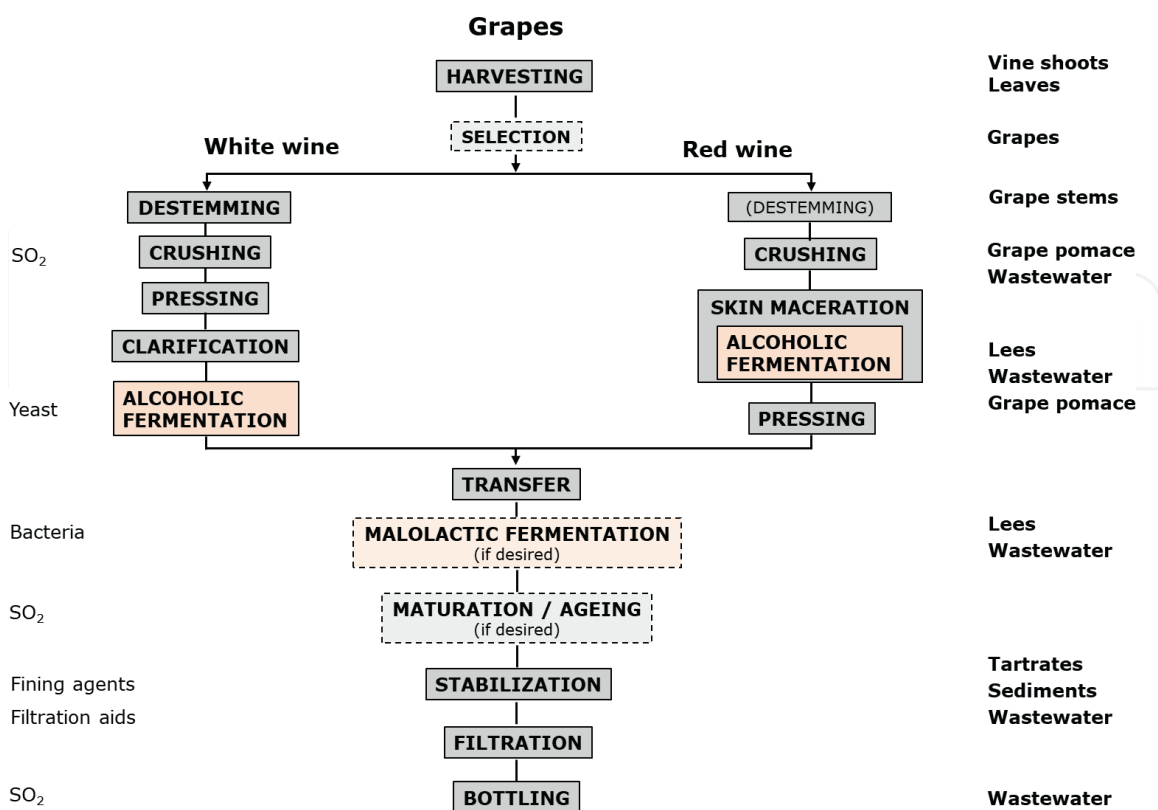 Grapes
HARVESTING
Vine shoots
Leaves
SELECTION
Grapes
White wine
Red wine
DESTEMMING
(DESTEMMING)
Grape stems
SO₂
CRUSHING
CRUSHING
Grape pomace
Wastewater
PRESSING
SKIN MACERATION
CLARIFICATION
ALCOHOLIC
FERMENTATION
Lees
Wastewater
Grape pomace
Yeast
ALCOHOLIC
FERMENTATION
PRESSING
TRANSFER
Bacteria
MALOLACTIC FERMENTATION
(if desired)
Lees
Wastewater
SO₂
MATURATION / AGEING
(if desired)
Fining agents
Filtration aids
STABILIZATION
Tartrates
Sediments
Wastewater
FILTRATION
SO₂
BOTTLING
Wastewater